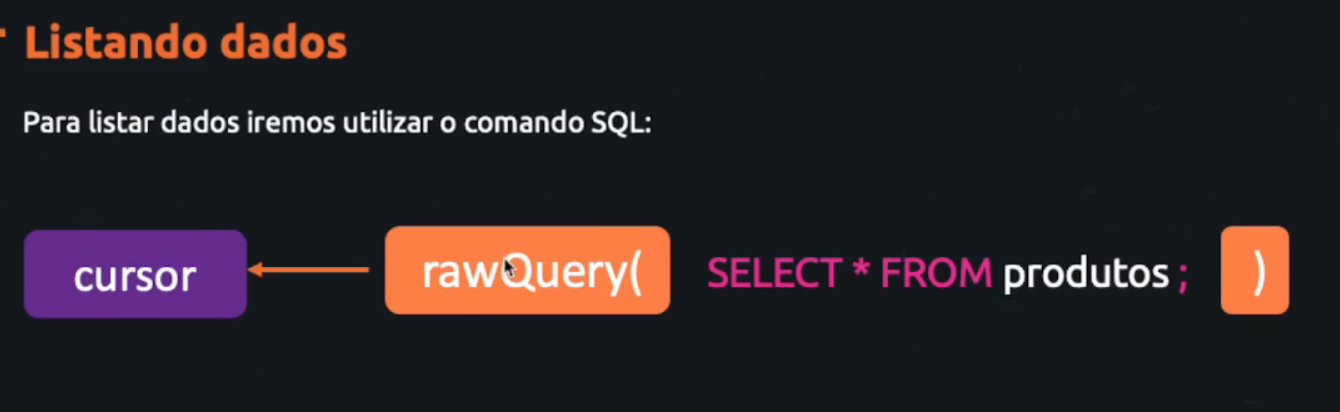 Listando dados
Para listar dados iremos utilizar o comando SQL:
cursor rawQuery( SELECT * FROM produtos ; )